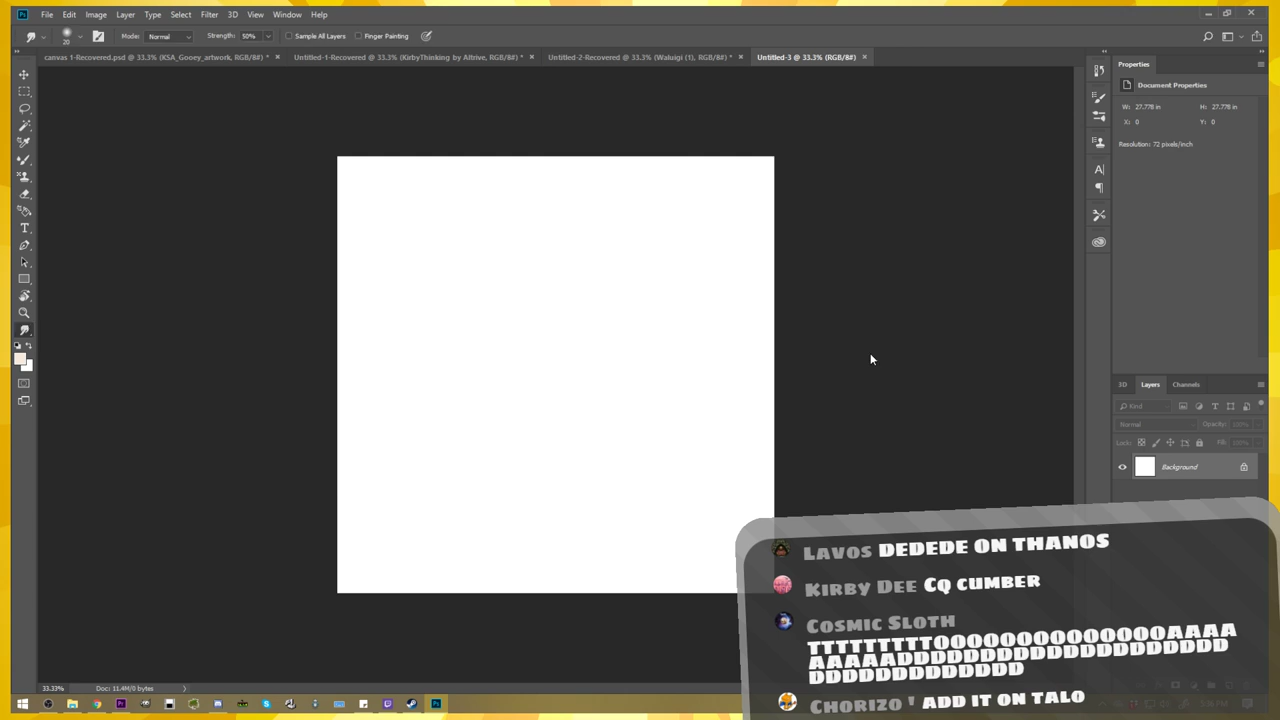 File Edit Image Layer Type Select Filter 3D View Window Help
20 Mode: Normal Strength: 50% Sample All Layers Finger Painting
canvas 1-Recovered.psd @ 33.3% (KSA_Gooey_artwork, RGB/8#) * × Untitled-1-Recovered @ 33.3% (KirbyThinking by Altrive, RGB/8#) * × Untitled-2-Recovered @ 33.3% (Waluigi (1), RGB/8#) * × Untitled-3 @ 33.3% (RGB/8#) ×
Properties
Document Properties
W: 27.778 in H: 27.778 in
X: 0 Y: 0
Resolution: 72 pixels/inch
3D Layers Channels
Kind
Normal Opacity: 100%
Lock: Fill: 100%
Background
Lavos DEDEDE ON THANOS
Kirby Dee Cq cumber
Cosmic Sloth
TTTTTTTTTOOOOOOOOOOOOOOOAAAA
AAAAADDDDDDDDDDDDDDDDDDDDDDD
DDDDDDDDDDDDD
Chorizo ' add it on talo
33.33% Doc: 11.4M/0 bytes